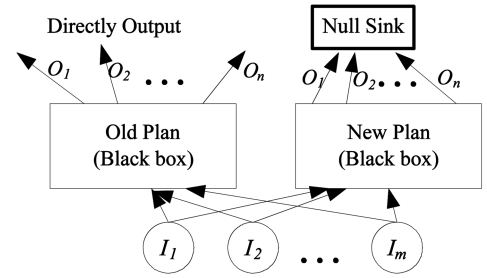 Directly Output
Null Sink
O1 O2 ... On
O1 O2 ... On
Old Plan
(Black box)
New Plan
(Black box)
I1 I2 ... Im